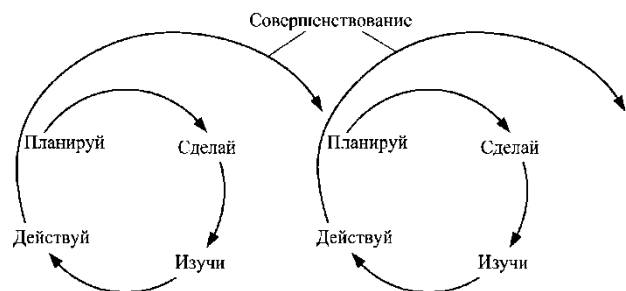 Совершенствование
Планируй
Сделай
Действуй
Изучи
Планируй
Сделай
Действуй
Изучи